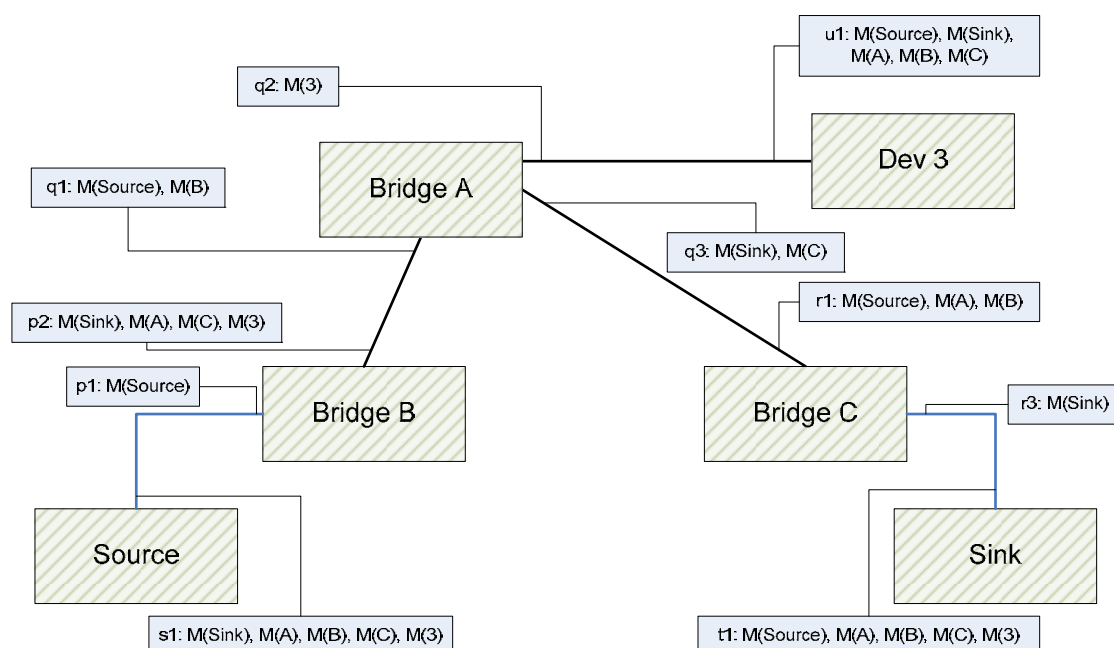 u1: M(Source), M(Sink),
M(A), M(B), M(C)
q2: M(3)
Bridge A
Dev 3
q1: M(Source), M(B)
q3: M(Sink), M(C)
r1: M(Source), M(A), M(B)
p2: M(Sink), M(A), M(C), M(3)
p1: M(Source)
Bridge B
Bridge C
r3: M(Sink)
Source
Sink
s1: M(Sink), M(A), M(B), M(C), M(3)
t1: M(Source), M(A), M(B), M(C), M(3)